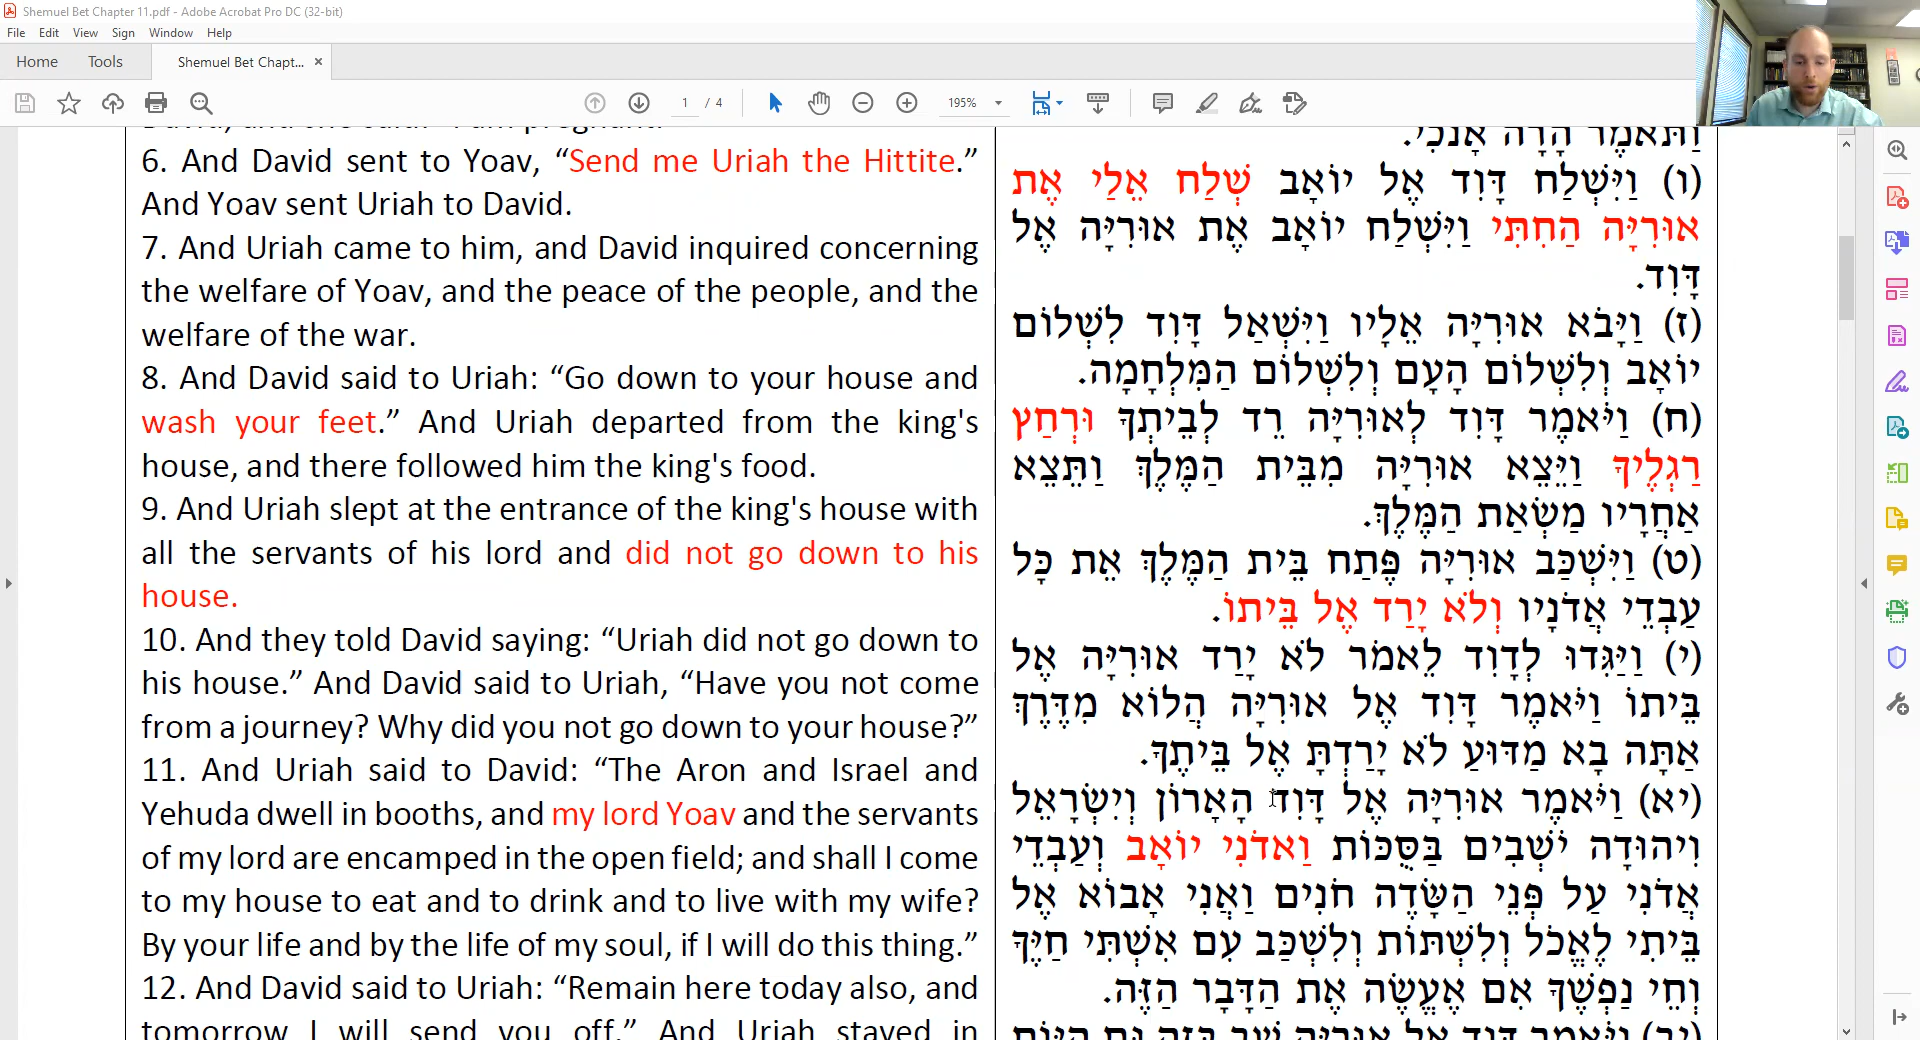 Shemuel Bet Chapter 11.pdf - Adobe Acrobat Pro DC (32-bit)
File Edit View Sign Window Help
Home Tools Shemuel Bet Chapt... ×
1 / 4 195%
6. And David sent to Yoav, “Send me Uriah the Hittite.”
And Yoav sent Uriah to David.
7. And Uriah came to him, and David inquired concerning
the welfare of Yoav, and the peace of the people, and the
welfare of the war.
8. And David said to Uriah: “Go down to your house and
wash your feet.” And Uriah departed from the king's
house, and there followed him the king's food.
9. And Uriah slept at the entrance of the king's house with
all the servants of his lord and did not go down to his
house.
10. And they told David saying: “Uriah did not go down to
his house.” And David said to Uriah, “Have you not come
from a journey? Why did you not go down to your house?”
11. And Uriah said to David: “The Aron and Israel and
Yehuda dwell in booths, and my lord Yoav and the servants
of my lord are encamped in the open field; and shall I come
to my house to eat and to drink and to live with my wife?
By your life and by the life of my soul, if I will do this thing.”
12. And David said to Uriah: “Remain here today also, and
tomorrow I will send you off.” And Uriah stayed in
וַתֹּאמֶר הָרָה אָנֹכִי.
(ו) וַיִּשְׁלַח דָּוִד אֶל יוֹאָב שְׁלַח אֵלַי אֶת
אוּרִיָּה הַחִתִּי וַיִּשְׁלַח יוֹאָב אֶת אוּרִיָּה אֶל
דָּוִד.
(ז) וַיָּבֹא אוּרִיָּה אֵלָיו וַיִּשְׁאַל דָּוִד לִשְׁלוֹם
יוֹאָב וְלִשְׁלוֹם הָעָם וְלִשְׁלוֹם הַמִּלְחָמָה.
(ח) וַיֹּאמֶר דָּוִד לְאוּרִיָּה רֵד לְבֵיתְךָ וּרְחַץ
רַגְלֶיךָ וַיֵּצֵא אוּרִיָּה מִבֵּית הַמֶּלֶךְ וַתֵּצֵא
אַחֲרָיו מַשְׂאַת הַמֶּלֶךְ.
(ט) וַיִּשְׁכַּב אוּרִיָּה פֶּתַח בֵּית הַמֶּלֶךְ אֵת כָּל
עַבְדֵי אֲדֹנָיו וְלֹא יָרַד אֶל בֵּיתוֹ.
(י) וַיַּגִּדוּ לְדָוִד לֵאמֹר לֹא יָרַד אוּרִיָּה אֶל
בֵּיתוֹ וַיֹּאמֶר דָּוִד אֶל אוּרִיָּה הֲלוֹא מִדֶּרֶךְ
אַתָּה בָא מַדּוּעַ לֹא יָרַדְתָּ אֶל בֵּיתֶךָ.
(יא) וַיֹּאמֶר אוּרִיָּה אֶל דָּוִד הָאָרוֹן וְיִשְׂרָאֵל
וִיהוּדָה יֹשְׁבִים בַּסֻּכּוֹת וַאדֹנִי יוֹאָב וְעַבְדֵי
אֲדֹנִי עַל פְּנֵי הַשָּׂדֶה חֹנִים וַאֲנִי אָבוֹא אֶל
בֵּיתִי לֶאֱכֹל וְלִשְׁתּוֹת וְלִשְׁכַּב עִם אִשְׁתִּי חַיֶּךָ
וְחֵי נַפְשֶׁךָ אִם אֶעֱשֶׂה אֶת הַדָּבָר הַזֶּה.